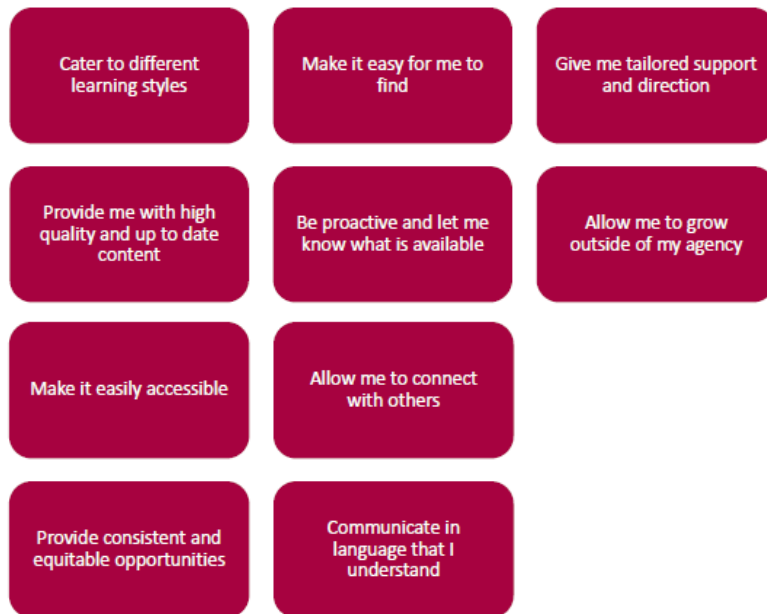 Cater to different
learning styles
Make it easy for me to
find
Give me tailored support
and direction
Provide me with high
quality and up to date
content
Be proactive and let me
know what is available
Allow me to grow
outside of my agency
Make it easily accessible
Allow me to connect
with others
Provide consistent and
equitable opportunities
Communicate in
language that I
understand